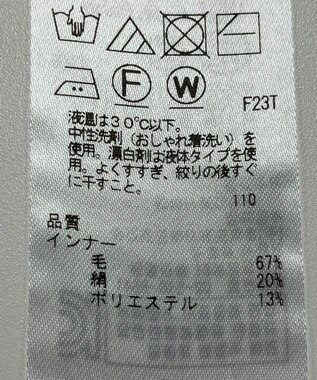 F W
F23T
液温は30℃以下。
中性洗剤（おしゃれ着洗い）を
使用。漂白剤は液体タイプを使
用。よくすすぎ、絞りの後すぐ
に干すこと。
110
品質
インナー
毛 67%
絹 20%
ポリエステル 13%